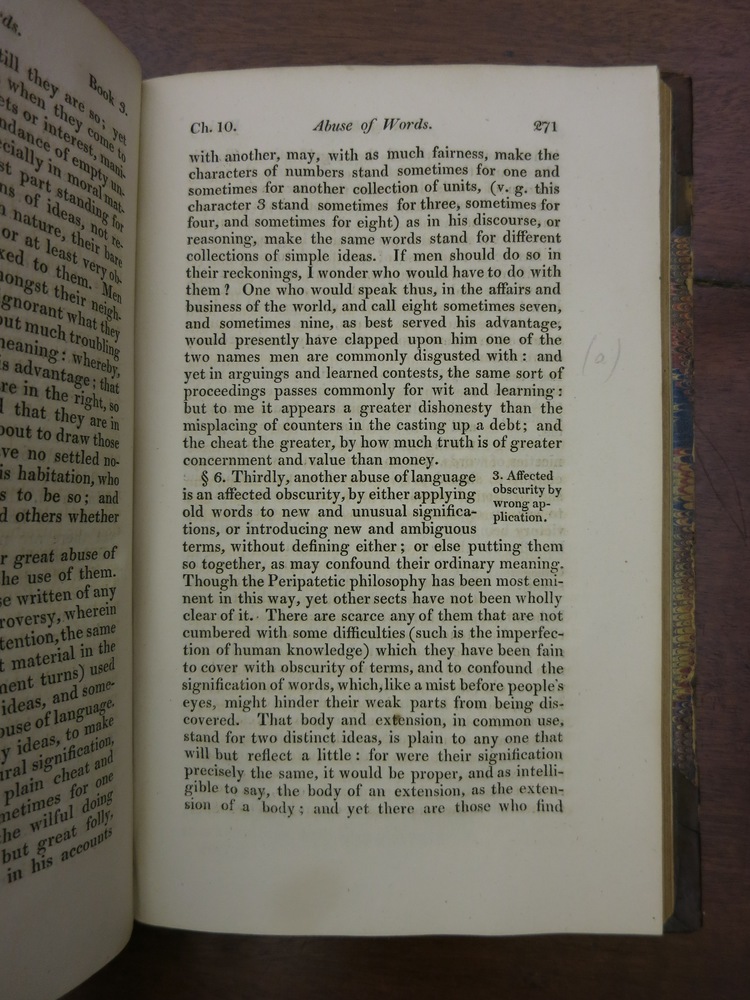 rds.
Book 3.
till they are so; yet
when they come to
ets or interest, mani-
ndance of empty un-
ecially in moral mat-
st part standing for
ns of ideas, not re-
n nature, their bare
or at least very ob-
xed to them. Men
mongst their neigh-
gnorant what they
out much troubling
meaning: whereby,
s advantage; that
re in the right, so
d that they are in
bout to draw those
ve no settled no-
is habitation, who
s to be so; and
d others whether
r great abuse of
he use of them.
e written of any
roversy, wherein
tention, the same
t material in the
ment turns) used
ideas, and some-
buse of language.
y ideas, to make
ural signification,
plain cheat and
metimes for one
he wilful doing
but great folly,
in his accounts
Ch. 10. Abuse of Words. 271
with another, may, with as much fairness, make the
characters of numbers stand sometimes for one and
sometimes for another collection of units, (v. g. this
character 3 stand sometimes for three, sometimes for
four, and sometimes for eight) as in his discourse, or
reasoning, make the same words stand for different
collections of simple ideas. If men should do so in
their reckonings, I wonder who would have to do with
them? One who would speak thus, in the affairs and
business of the world, and call eight sometimes seven,
and sometimes nine, as best served his advantage,
would presently have clapped upon him one of the
two names men are commonly disgusted with: and
yet in arguings and learned contests, the same sort of
proceedings passes commonly for wit and learning:
but to me it appears a greater dishonesty than the
misplacing of counters in the casting up a debt; and
the cheat the greater, by how much truth is of greater
concernment and value than money.
§ 6. Thirdly, another abuse of language
is an affected obscurity, by either applying
old words to new and unusual significa-
tions, or introducing new and ambiguous
3. Affected
obscurity by
wrong ap-
plication.
terms, without defining either; or else putting them
so together, as may confound their ordinary meaning.
Though the Peripatetic philosophy has been most emi-
nent in this way, yet other sects have not been wholly
clear of it. There are scarce any of them that are not
cumbered with some difficulties (such is the imperfec-
tion of human knowledge) which they have been fain
to cover with obscurity of terms, and to confound the
signification of words, which, like a mist before people's
eyes, might hinder their weak parts from being dis-
covered. That body and extension, in common use,
stand for two distinct ideas, is plain to any one that
will but reflect a little: for were their signification
precisely the same, it would be proper, and as intelli-
gible to say, the body of an extension, as the exten-
sion of a body; and yet there are those who find
(a)